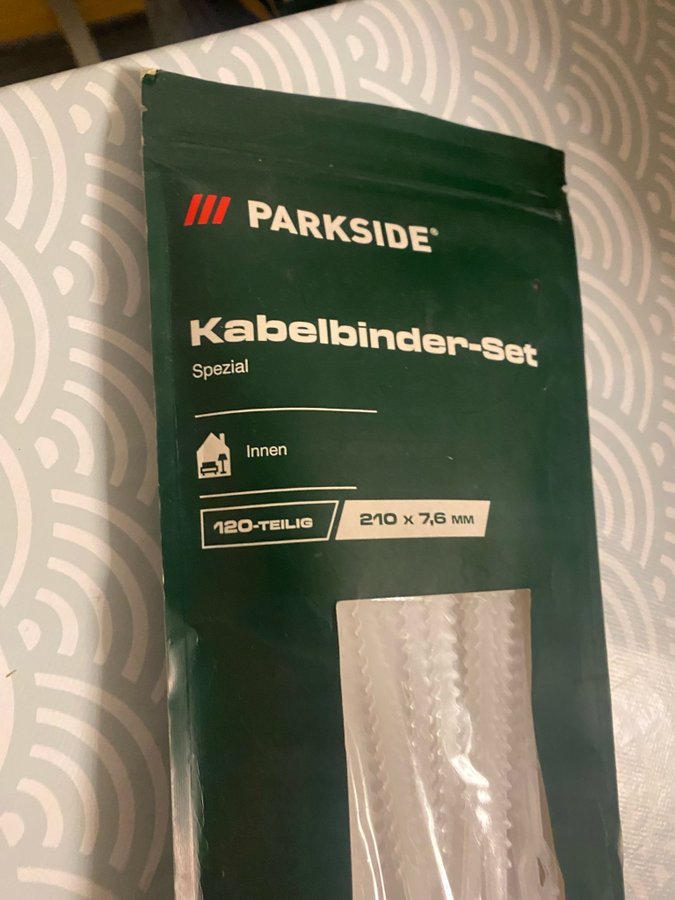 PARKSIDE®
Kabelbinder-Set
Spezial
Innen
120-TEILIG
210 x 7,6 MM